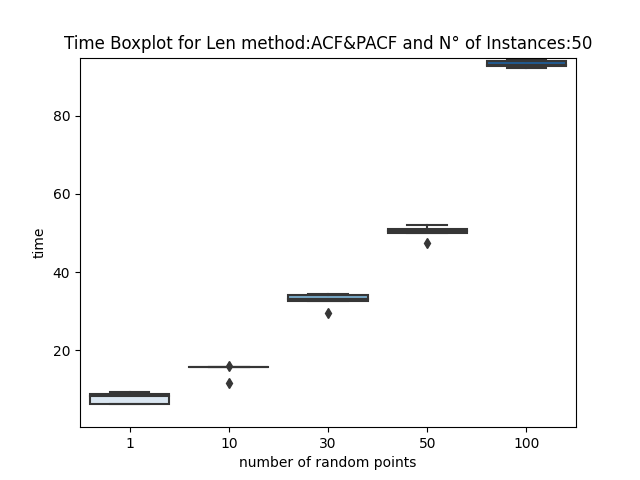 Time Boxplot for Len method:ACF&PACF and N° of Instances:50
80
60
40
20
time
1 10 30 50 100
number of random points